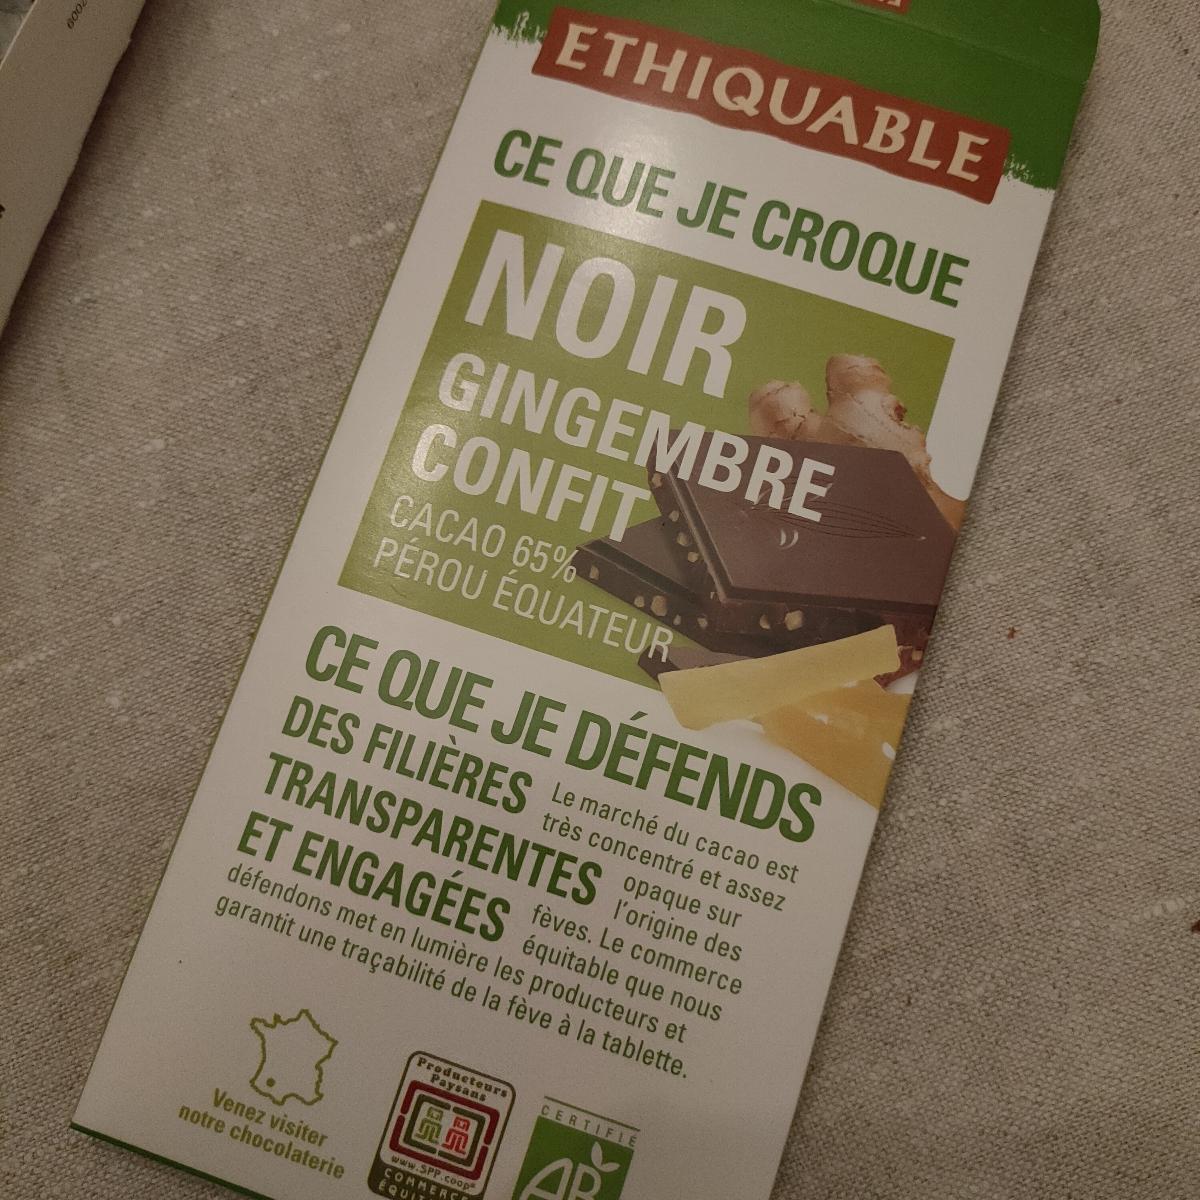 ETHIQUABLE
CE QUE JE CROQUE
NOIR
GINGEMBRE
CONFIT
CACAO 65%
PÉROU ÉQUATEUR
CE QUE JE DÉFENDS
DES FILIÈRES
TRANSPARENTES
ET ENGAGÉES
Le marché du cacao est
très concentré et assez
opaque sur
l'origine des
fèves. Le commerce
équitable que nous
défendons met en lumière les producteurs et
garantit une traçabilité de la fève à la tablette.
Venez visiter
notre chocolaterie
Producteurs
Paysans
www.SPP.coop
CERTIFIÉ
AB